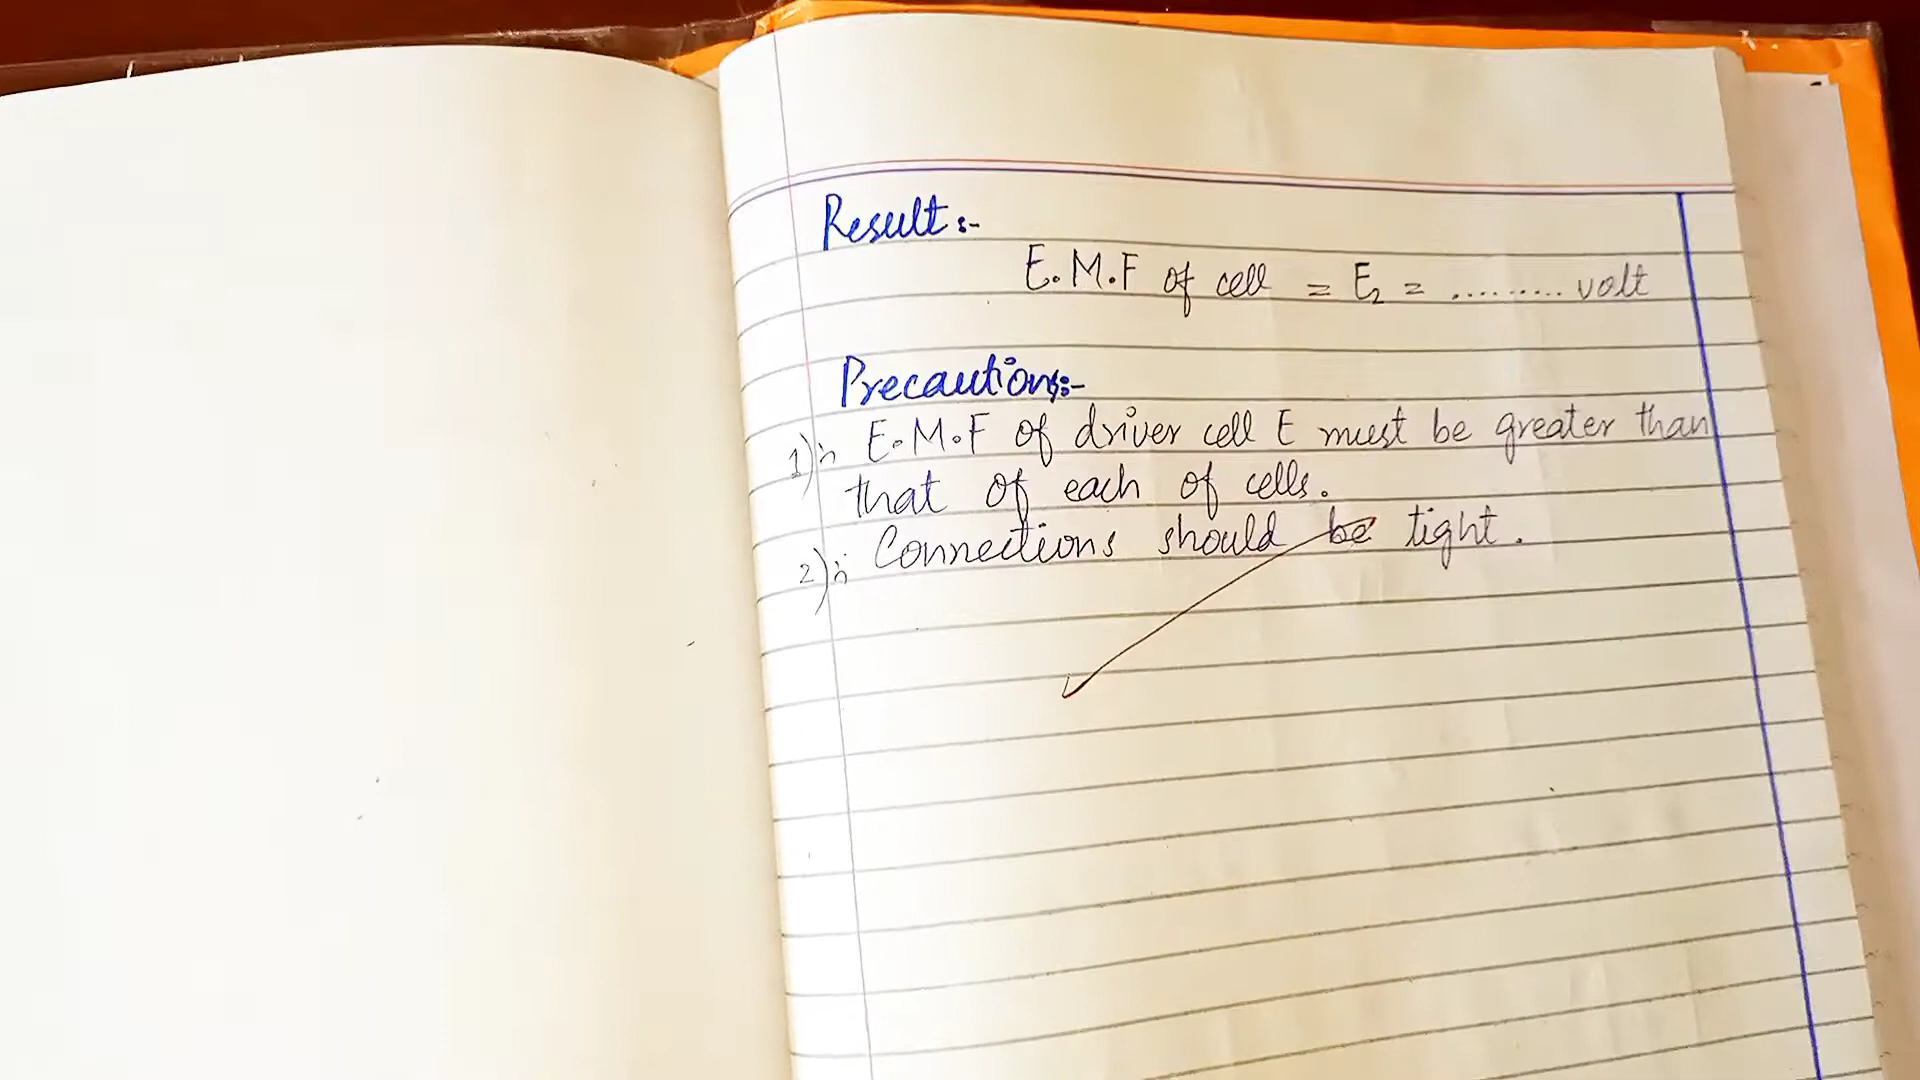 Result:-
E.M.F of cell = E₂ = ......... volt
Precautions:-
1) E.M.F of driver cell E must be greater than
that of each of cells.
2) Connections should be tight.